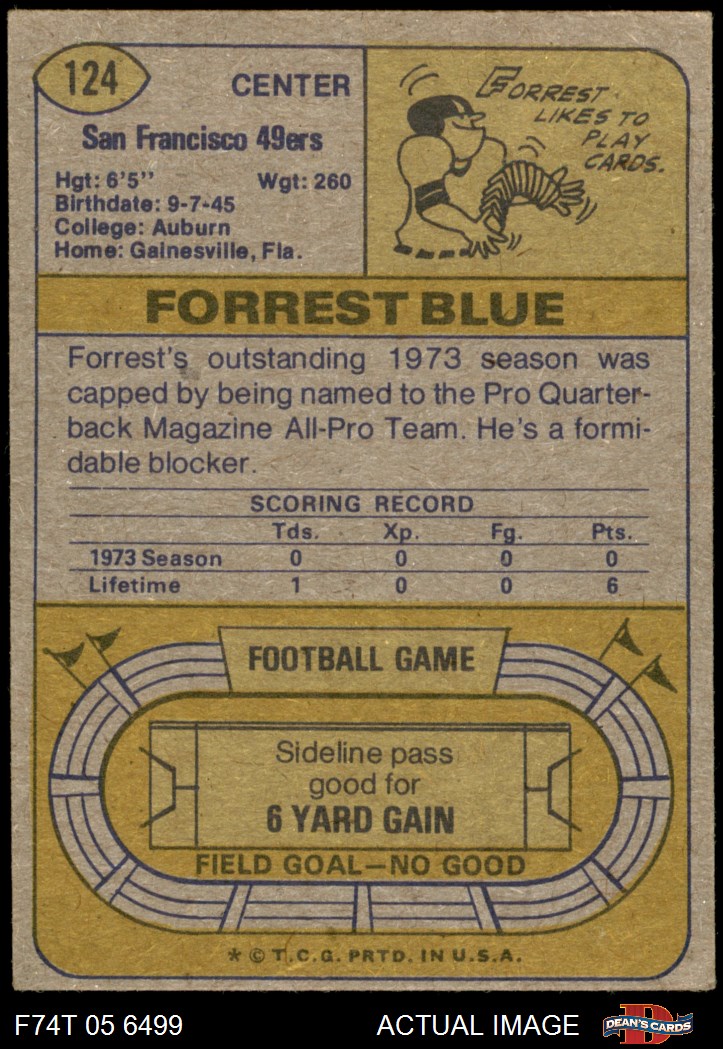 124
CENTER
San Francisco 49ers
Hgt: 6'5" Wgt: 260
Birthdate: 9-7-45
College: Auburn
Home: Gainesville, Fla.
FORREST
LIKES TO
PLAY
CARDS.
FORREST BLUE
Forrest's outstanding 1973 season was
capped by being named to the Pro Quarter-
back Magazine All-Pro Team. He's a formi-
dable blocker.
SCORING RECORD
Tds. Xp. Fg. Pts.
1973 Season 0 0 0 0
Lifetime 1 0 0 6
FOOTBALL GAME
Sideline pass
good for
6 YARD GAIN
FIELD GOAL—NO GOOD
* © T.C.G. PRTD. IN U.S.A.
F74T 05 6499 ACTUAL IMAGE
D
DEAN'S CARDS